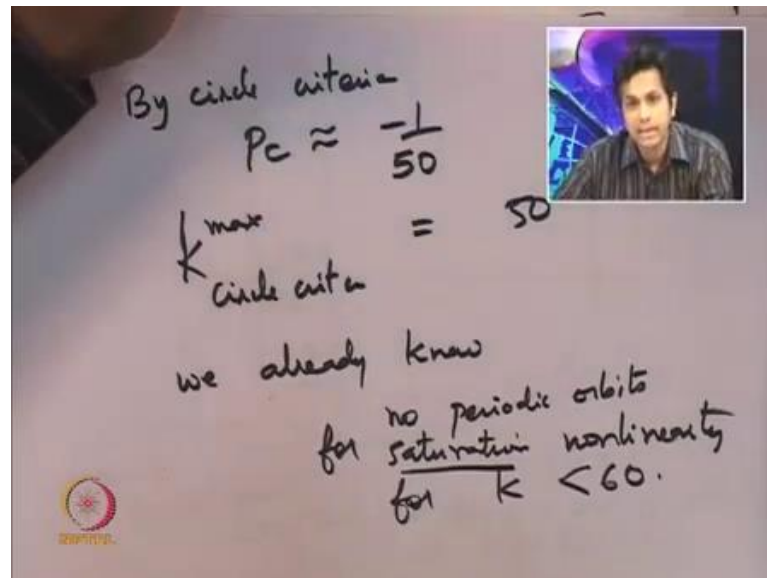 By circle criteria
Pc ≈ -1/50
K max circle criteria = 50
we already know
no periodic orbits
for saturation nonlinearity
for K < 60.
NPTEL